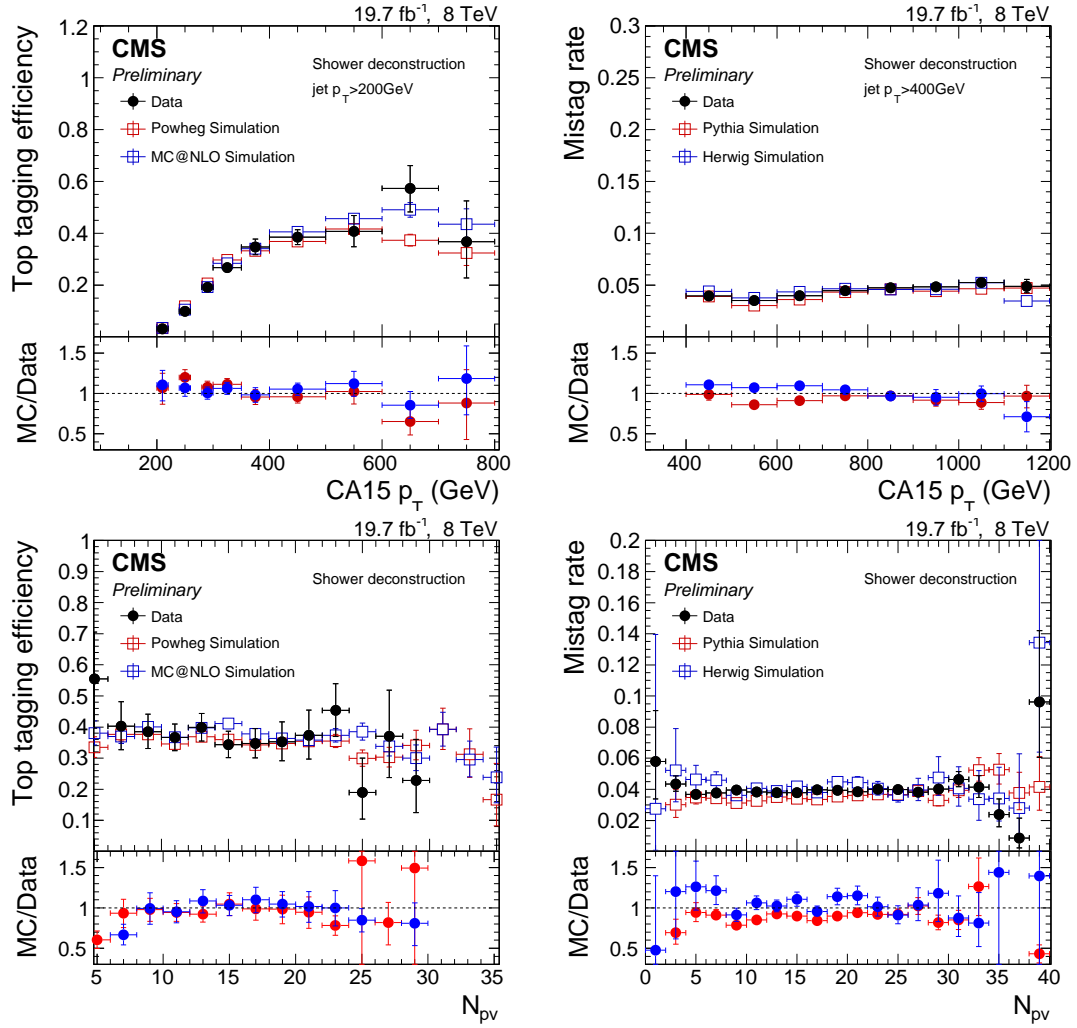 19.7 fb⁻¹, 8 TeV
Top tagging efficiency
1.2
1
0.8
0.6
0.4
0.2
CMS
Preliminary
Shower deconstruction
jet p_T>200GeV
Data
Powheg Simulation
MC@NLO Simulation
MC/Data
1.5
1
0.5
200 300 400 500 600 700 800
CA15 p_T (GeV)
19.7 fb⁻¹, 8 TeV
Mistag rate
0.3
0.25
0.2
0.15
0.1
0.05
CMS
Preliminary
Shower deconstruction
jet p_T>400GeV
Data
Pythia Simulation
Herwig Simulation
MC/Data
1.5
1
0.5
400 500 600 700 800 900 1000 1100 1200
CA15 p_T (GeV)
19.7 fb⁻¹, 8 TeV
Top tagging efficiency
1
0.9
0.8
0.7
0.6
0.5
0.4
0.3
0.2
0.1
CMS
Preliminary
Shower deconstruction
Data
Powheg Simulation
MC@NLO Simulation
MC/Data
1.5
1
0.5
5 10 15 20 25 30 35
N_pv
19.7 fb⁻¹, 8 TeV
Mistag rate
0.2
0.18
0.16
0.14
0.12
0.1
0.08
0.06
0.04
0.02
CMS
Preliminary
Shower deconstruction
Data
Pythia Simulation
Herwig Simulation
MC/Data
1.5
1
0.5
0 5 10 15 20 25 30 35 40
N_pv